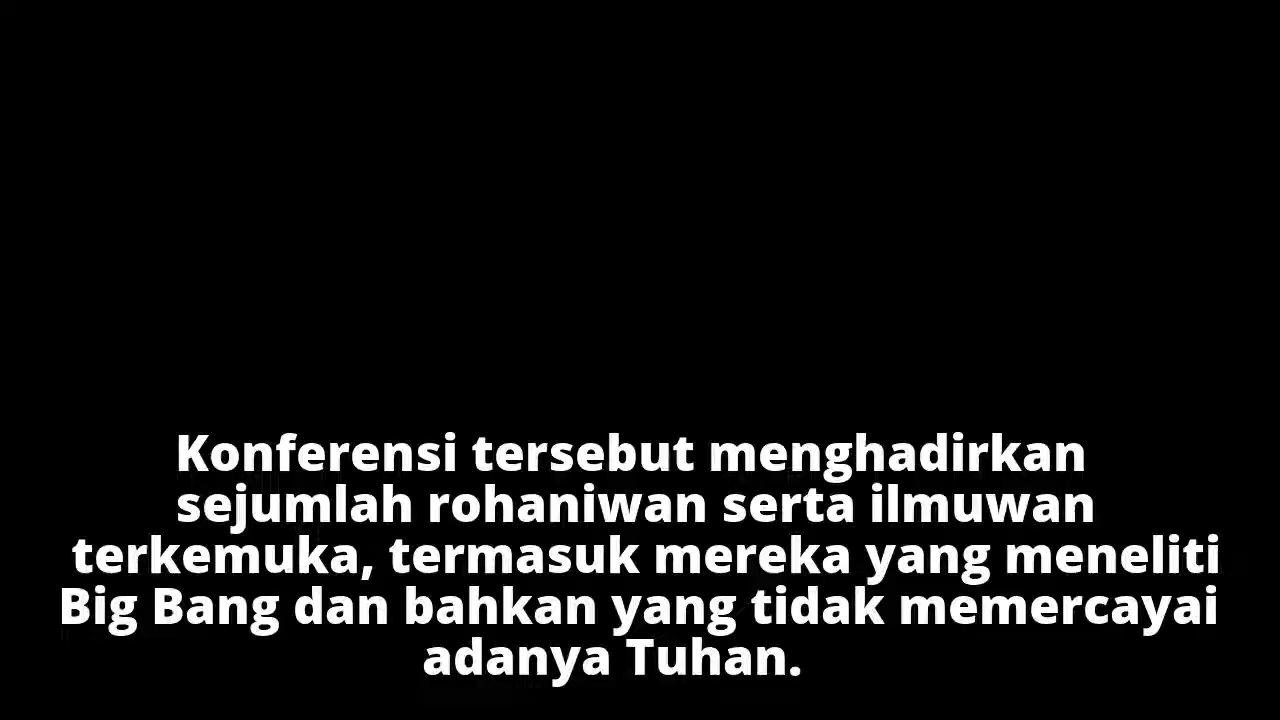 Konferensi tersebut menghadirkan
sejumlah rohaniwan serta ilmuwan
terkemuka, termasuk mereka yang meneliti
Big Bang dan bahkan yang tidak memercayai
adanya Tuhan.